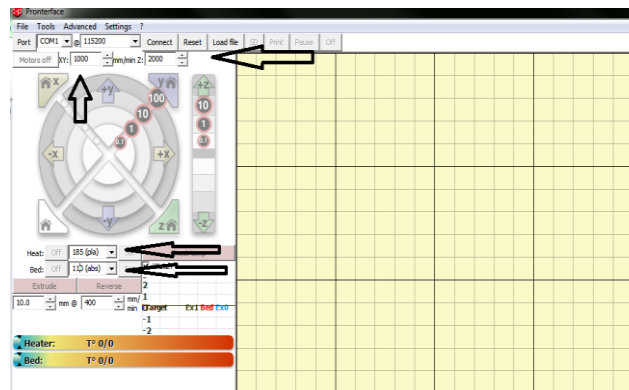 Pronterface
File Tools Advanced Settings ?
Port COM1 @ 115200 Connect Reset Load file SD Print Pause Off
Motors off XY: 1000 mm/min Z: 2000
+y +z
100
10 10
1 1
0.1 0.1
-x +x
-y z -z
Heat: Off 185 (pla)
Bed: Off 110 (abs)
Extrude Reverse 2
10.0 mm @ 400 mm/min 1
Target Ex1 Bed Ex0
-1
-2
Heater: T° 0/0
Bed: T° 0/0